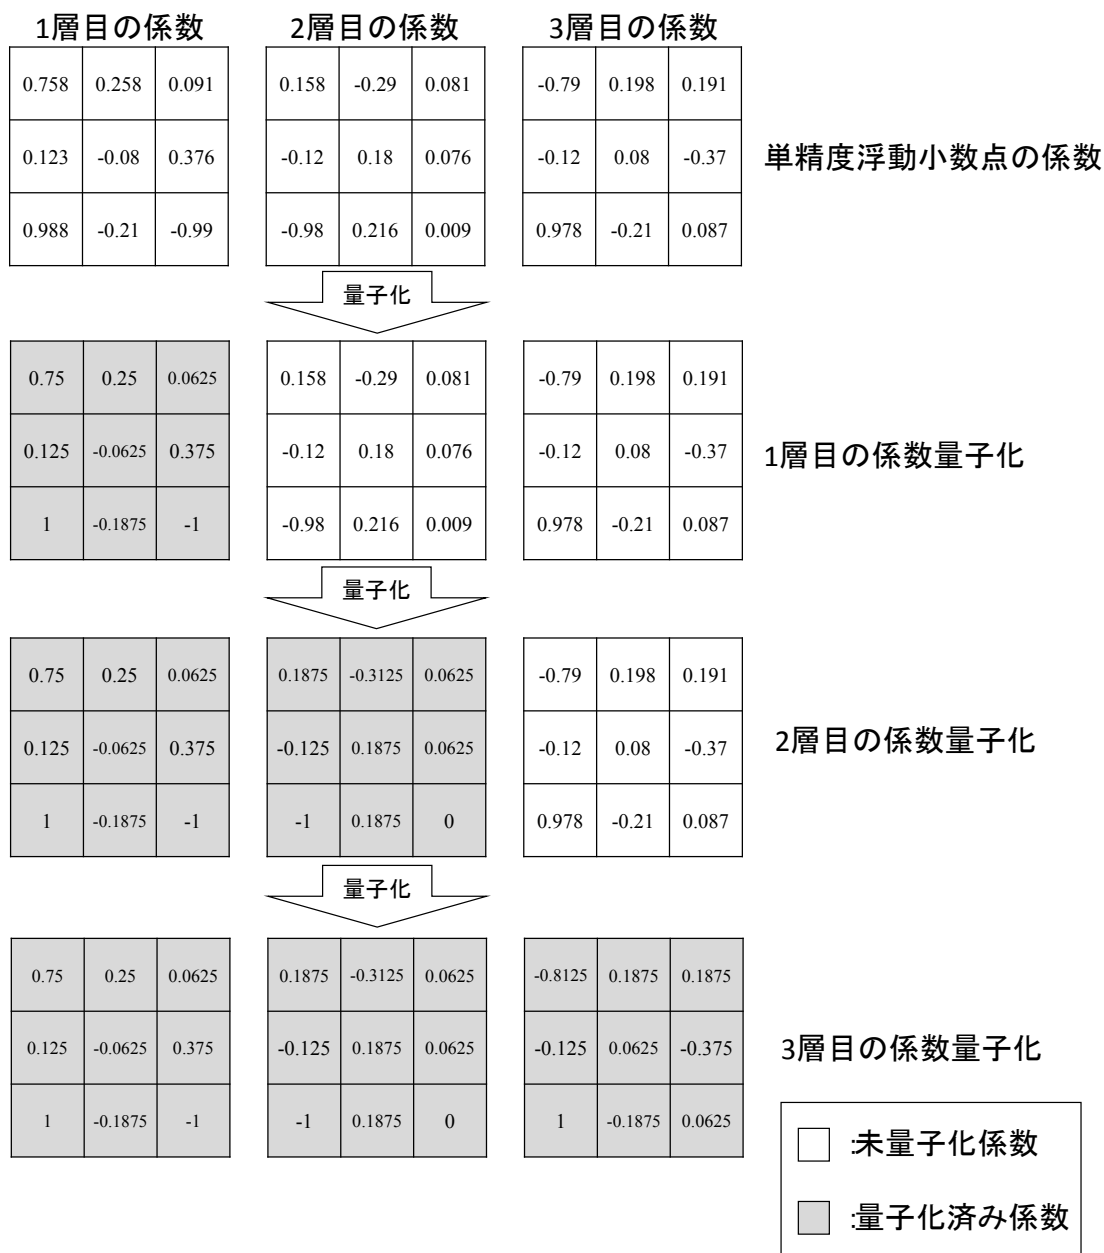 1層目の係数 2層目の係数 3層目の係数
0.758 0.258 0.091 0.158 -0.29 0.081 -0.79 0.198 0.191
0.123 -0.08 0.376 -0.12 0.18 0.076 -0.12 0.08 -0.37 単精度浮動小数点の係数
0.988 -0.21 -0.99 -0.98 0.216 0.009 0.978 -0.21 0.087
量子化
0.75 0.25 0.0625 0.158 -0.29 0.081 -0.79 0.198 0.191
0.125 -0.0625 0.375 -0.12 0.18 0.076 -0.12 0.08 -0.37 1層目の係数量子化
1 -0.1875 -1 -0.98 0.216 0.009 0.978 -0.21 0.087
量子化
0.75 0.25 0.0625 0.1875 -0.3125 0.0625 -0.79 0.198 0.191
0.125 -0.0625 0.375 -0.125 0.1875 0.0625 -0.12 0.08 -0.37 2層目の係数量子化
1 -0.1875 -1 -1 0.1875 0 0.978 -0.21 0.087
量子化
0.75 0.25 0.0625 0.1875 -0.3125 0.0625 -0.8125 0.1875 0.1875
0.125 -0.0625 0.375 -0.125 0.1875 0.0625 -0.125 0.0625 -0.375 3層目の係数量子化
1 -0.1875 -1 -1 0.1875 0 1 -0.1875 0.0625
:未量子化係数
:量子化済み係数